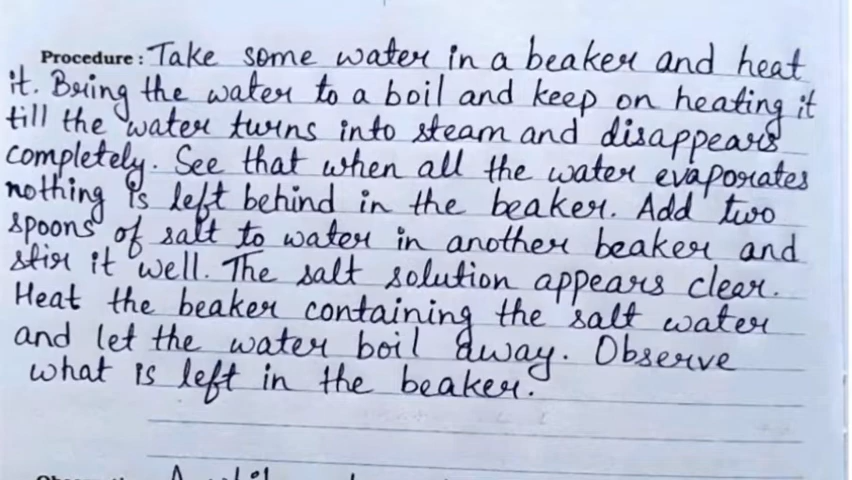 Procedure : Take some water in a beaker and heat
it. Bring the water to a boil and keep on heating it
till the water turns into steam and disappears
completely. See that when all the water evaporates
nothing is left behind in the beaker. Add two
spoons of salt to water in another beaker and
stir it well. The salt solution appears clear.
Heat the beaker containing the salt water
and let the water boil away. Observe
what is left in the beaker.